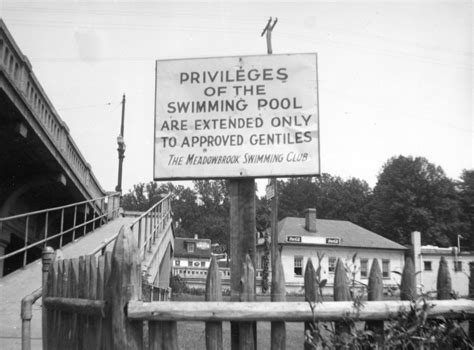 PRIVILEGES
OF THE
SWIMMING POOL
ARE EXTENDED ONLY
TO APPROVED GENTILES
THE MEADOWBROOK SWIMMING CLUB